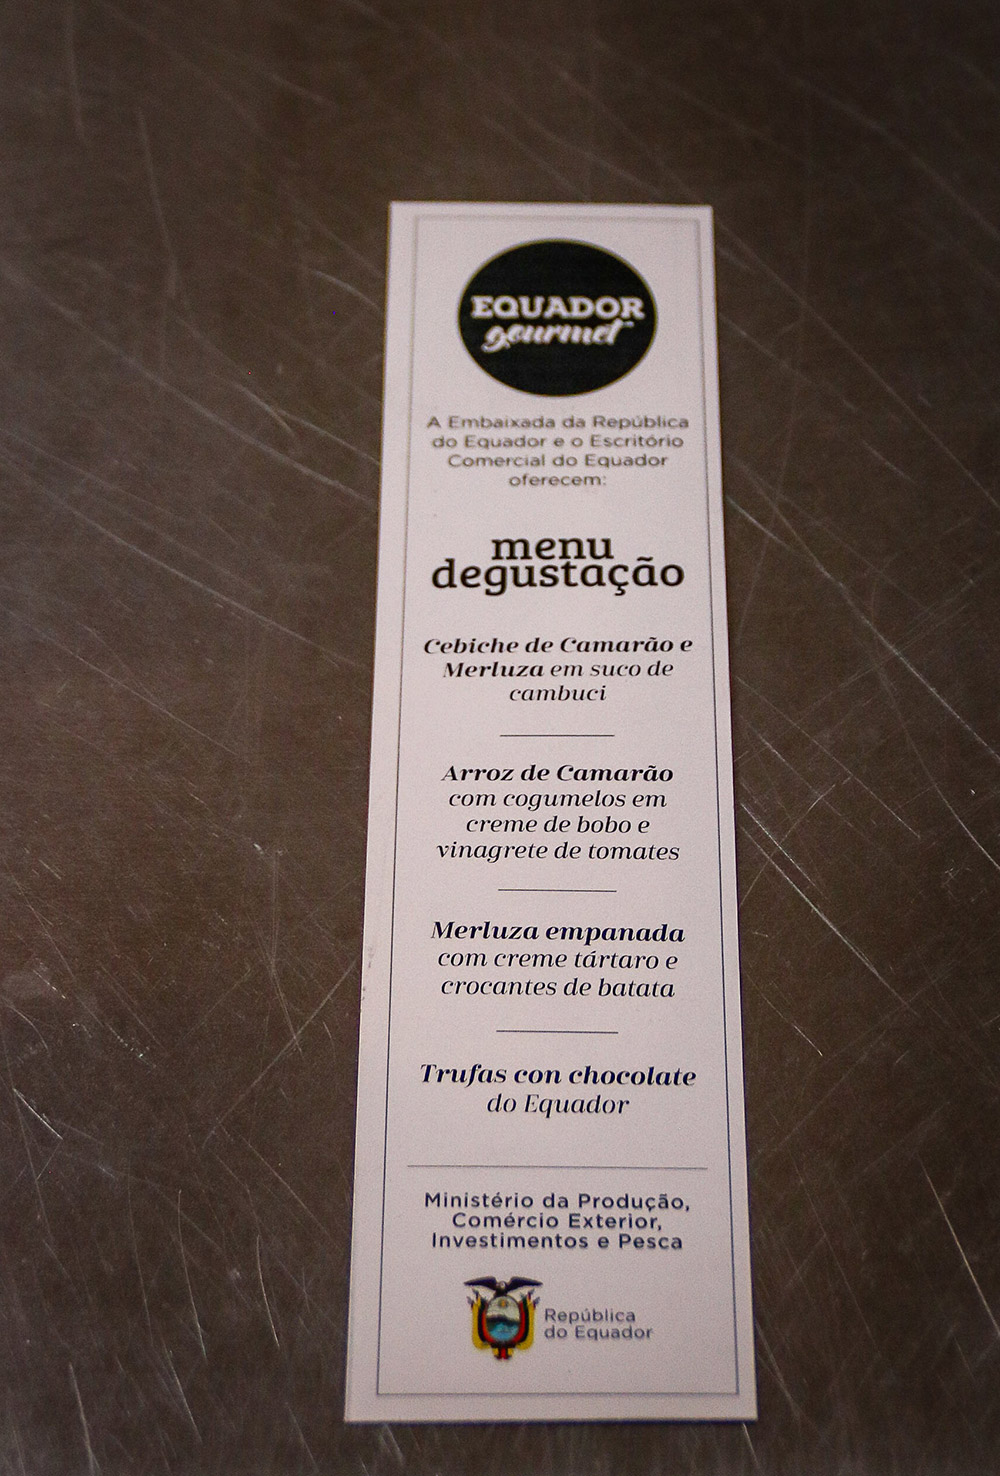 EQUADOR
gourmet
A Embaixada da República
do Equador e o Escritório
Comercial do Equador
oferecem:
menu
degustação
Cebiche de Camarão e
Merluza em suco de
cambuci
Arroz de Camarão
com cogumelos em
creme de bobo e
vinagrete de tomates
Merluza empanada
com creme tártaro e
crocantes de batata
Trufas con chocolate
do Equador
Ministério da Produção,
Comércio Exterior,
Investimentos e Pesca
República
do Equador